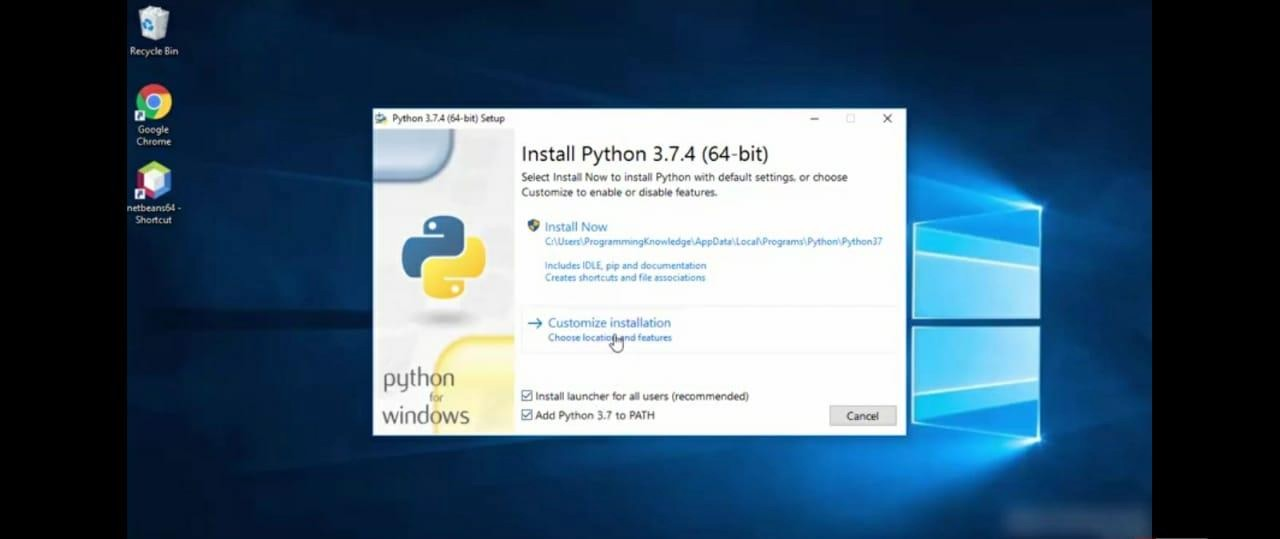 Recycle Bin
Google
Chrome
netbeans64 -
Shortcut
Python 3.7.4 (64-bit) Setup
Install Python 3.7.4 (64-bit)
Select Install Now to install Python with default settings, or choose
Customize to enable or disable features.
Install Now
C:\Users\ProgrammingKnowledge\AppData\Local\Programs\Python\Python37
Includes IDLE, pip and documentation
Creates shortcuts and file associations
Customize installation
Choose location and features
python
for
windows
Install launcher for all users (recommended)
Add Python 3.7 to PATH
Cancel